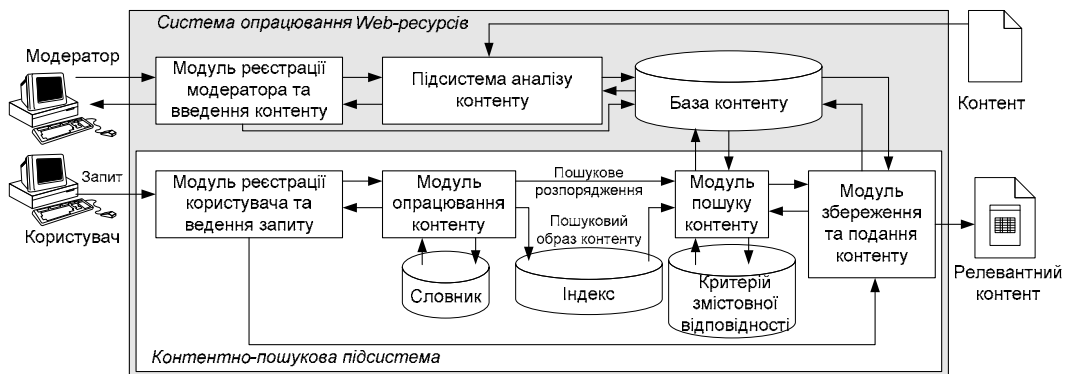 Система опрацювання Web-ресурсів
Модератор
Модуль реєстрації
модератора та
введення контенту
Підсистема аналізу
контенту
База контенту
Контент
Запит
Користувач
Модуль реєстрації
користувача та
ведення запиту
Модуль
опрацювання
контенту
Пошукове
розпорядження
Пошуковий
образ контенту
Модуль
пошуку
контенту
Модуль
збереження
та подання
контенту
Релевантний
контент
Словник
Індекс
Критерій
змістовної
відповідності
Контентно-пошукова підсистема